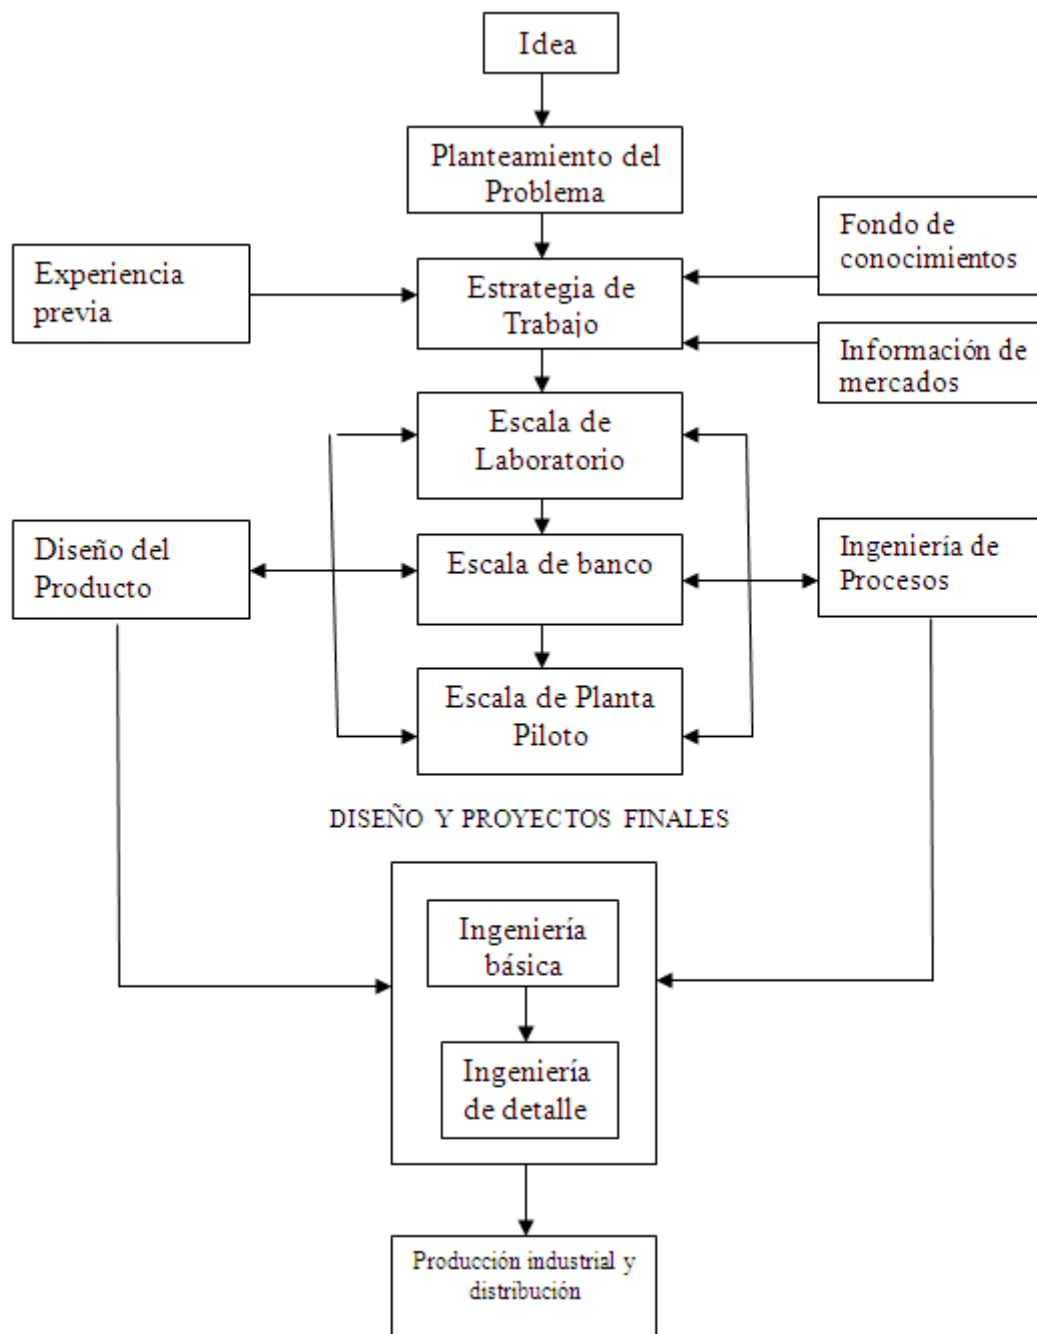 Idea
Planteamiento del
Problema
Fondo de
conocimientos
Experiencia
previa
Estrategia de
Trabajo
Información de
mercados
Escala de
Laboratorio
Diseño del
Producto
Escala de banco
Ingeniería de
Procesos
Escala de Planta
Piloto
DISEÑO Y PROYECTOS FINALES
Ingeniería
básica
Ingeniería
de detalle
Producción industrial y
distribución